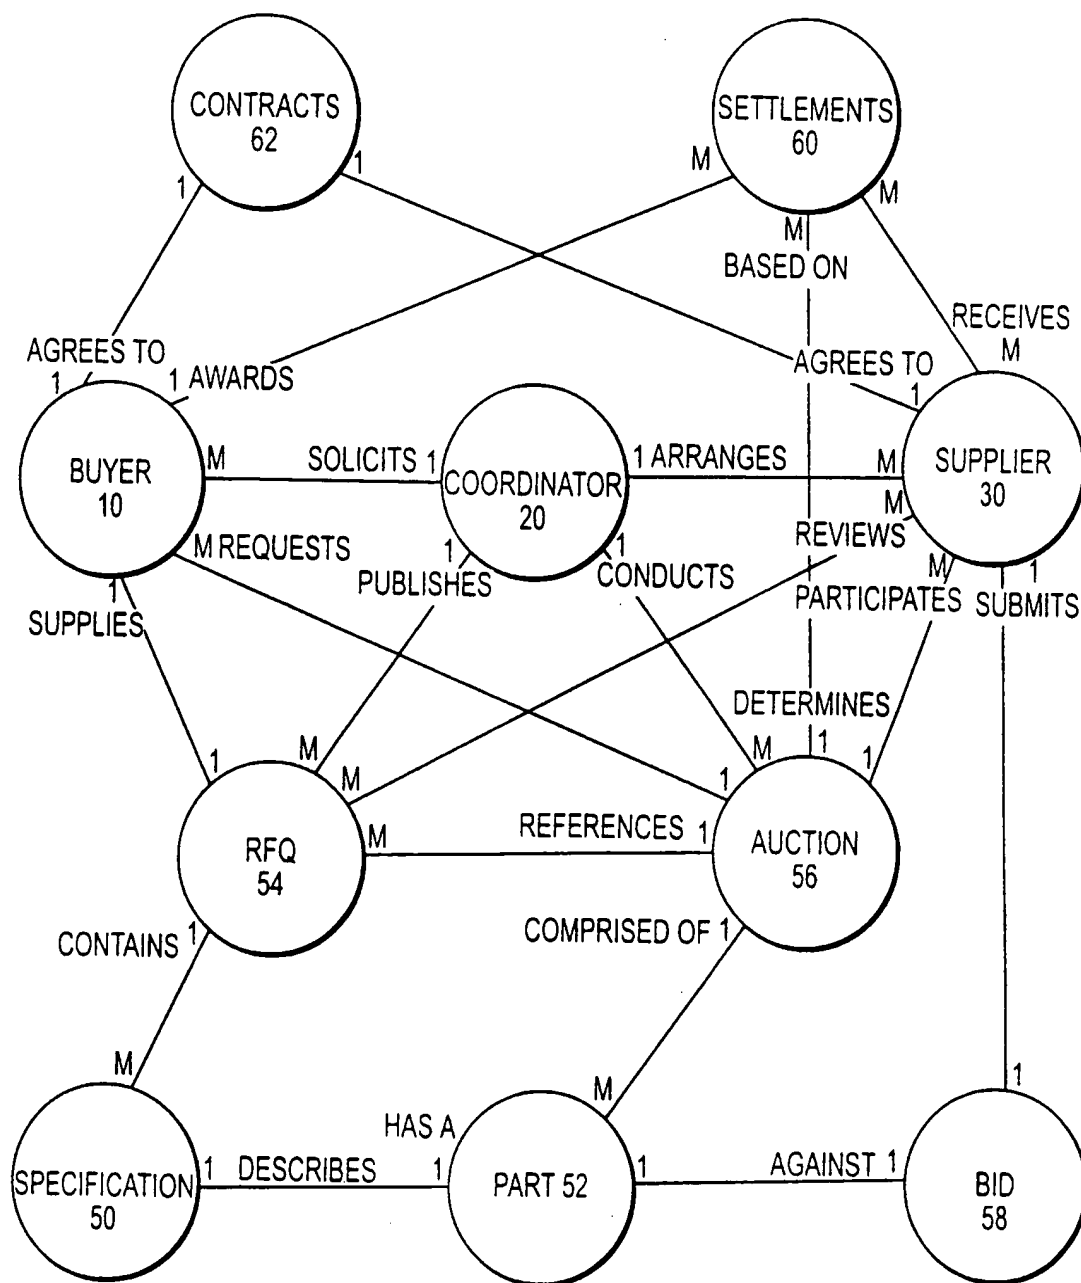 CONTRACTS
62
SETTLEMENTS
60
1
1
M
M
M
BASED ON
AGREES TO
1
1 AWARDS
AGREES TO
1
RECEIVES
M
BUYER
10
M
SOLICITS 1
COORDINATOR
20
1 ARRANGES
M
SUPPLIER
30
M REQUESTS
1
PUBLISHES
1
CONDUCTS
M
REVIEWS
M
PARTICIPATES
1
SUBMITS
1
SUPPLIES
1
M
M
M
DETERMINES
1
1
1
RFQ
54
M
REFERENCES 1
AUCTION
56
CONTAINS 1
COMPRISED OF 1
M
M
1
SPECIFICATION
50
1 DESCRIBES
HAS A
1
PART 52
1
AGAINST 1
BID
58